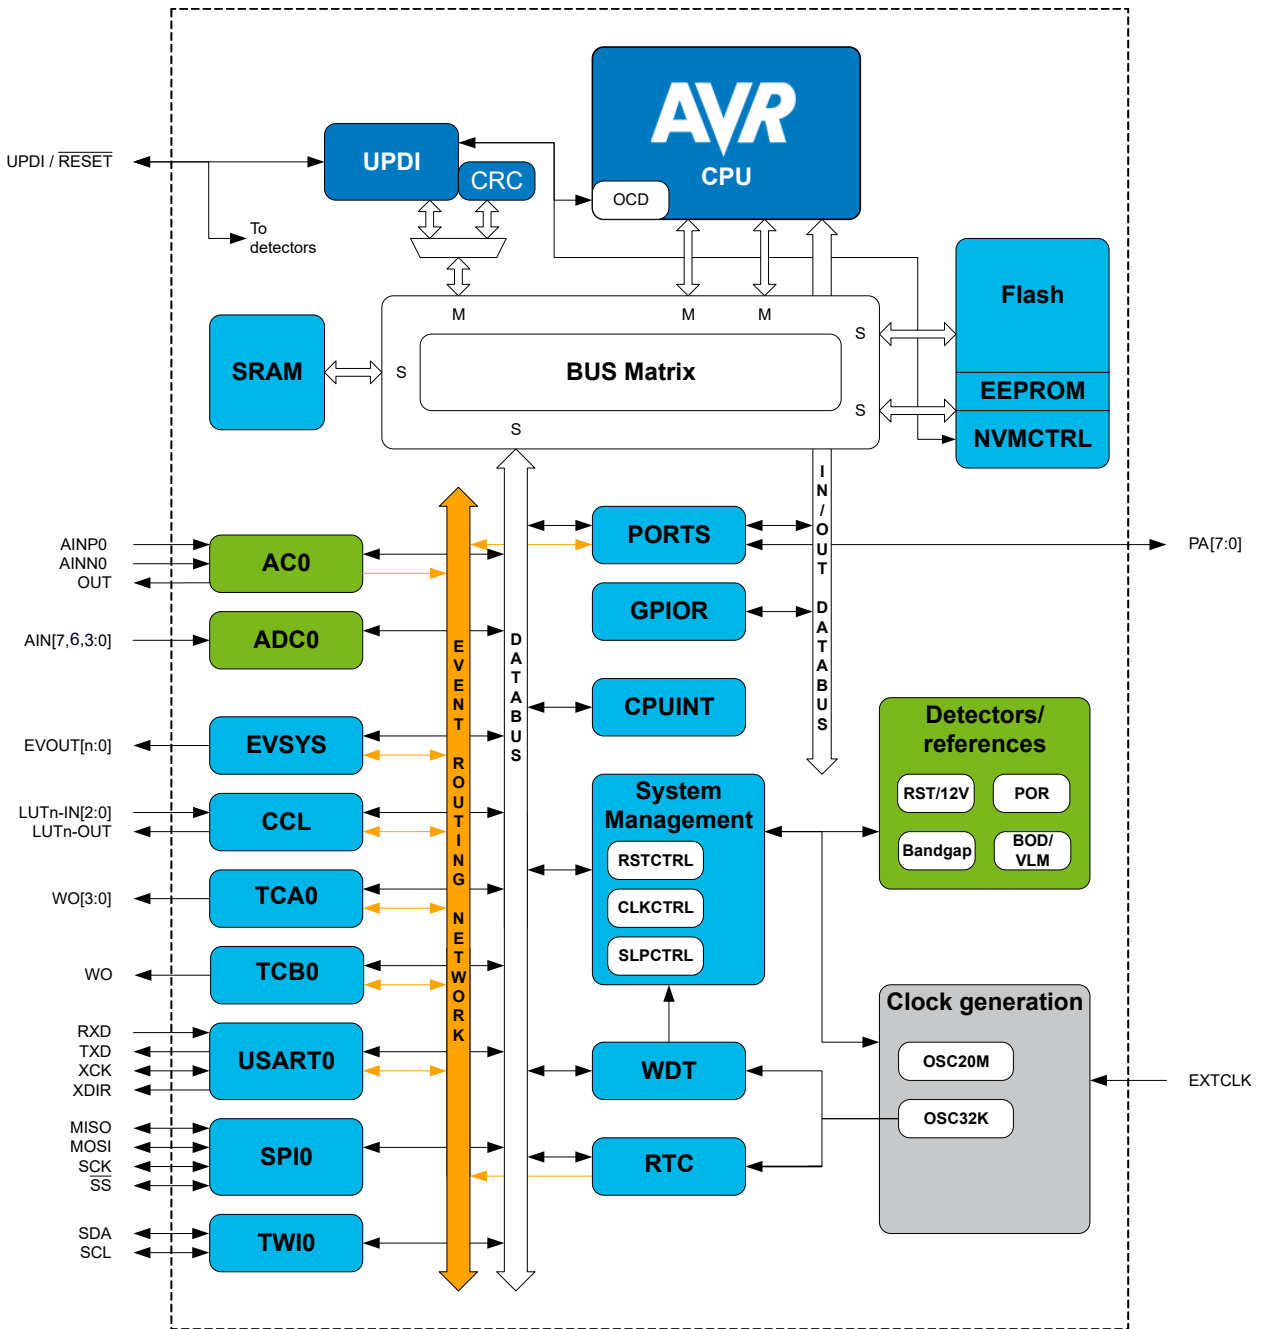 AVR
CPU
OCD
UPDI / RESET
UPDI
CRC
To
detectors
M
M
M
S
S
S
S
BUS Matrix
SRAM
Flash
EEPROM
NVMCTRL
AINP0
AINN0
OUT
AC0
AIN[7,6,3:0]
ADC0
EVOUT[n:0]
EVSYS
LUTn-IN[2:0]
LUTn-OUT
CCL
WO[3:0]
TCA0
WO
TCB0
RXD
TXD
XCK
XDIR
USART0
MISO
MOSI
SCK
SS
SPI0
SDA
SCL
TWI0
EVENT ROUTING NETWORK
DATABUS
IN/OUT DATABUS
PORTS
PA[7:0]
GPIOR
CPUINT
System
Management
RSTCTRL
CLKCTRL
SLPCTRL
WDT
RTC
Detectors/
references
RST/12V
POR
Bandgap
BOD/
VLM
Clock generation
OSC20M
OSC32K
EXTCLK